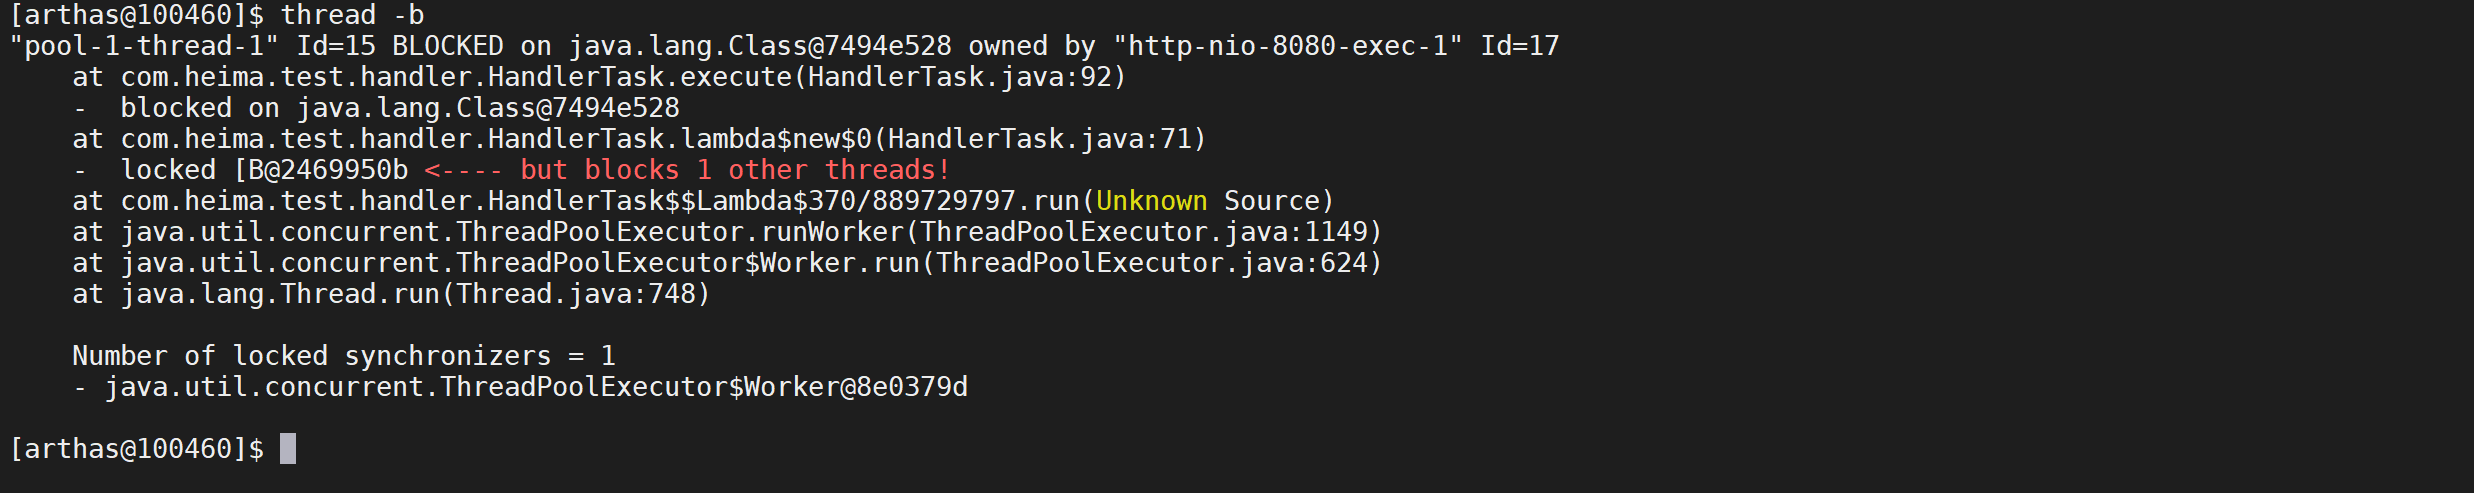 [arthas@100460]$ thread -b
"pool-1-thread-1" Id=15 BLOCKED on java.lang.Class@7494e528 owned by "http-nio-8080-exec-1" Id=17
    at com.heima.test.handler.HandlerTask.execute(HandlerTask.java:92)
    -  blocked on java.lang.Class@7494e528
    at com.heima.test.handler.HandlerTask.lambda$new$0(HandlerTask.java:71)
    -  locked [B@2469950b <---- but blocks 1 other threads!
    at com.heima.test.handler.HandlerTask$$Lambda$370/889729797.run(Unknown Source)
    at java.util.concurrent.ThreadPoolExecutor.runWorker(ThreadPoolExecutor.java:1149)
    at java.util.concurrent.ThreadPoolExecutor$Worker.run(ThreadPoolExecutor.java:624)
    at java.lang.Thread.run(Thread.java:748)

    Number of locked synchronizers = 1
    - java.util.concurrent.ThreadPoolExecutor$Worker@8e0379d

[arthas@100460]$